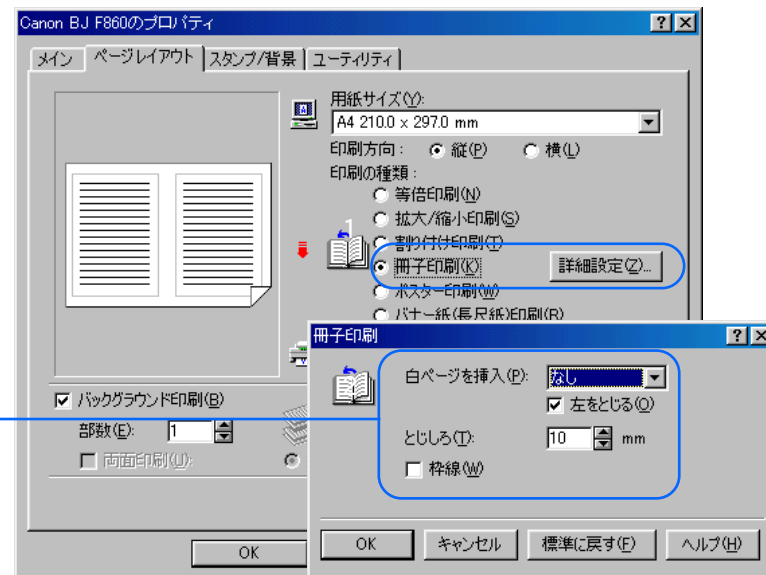 Canon BJ F860のプロパティ
メイン ページレイアウト スタンプ/背景 ユーティリティ
用紙サイズ(Y):
A4 210.0 x 297.0 mm
印刷方向： 縦(P) 横(L)
印刷の種類：
等倍印刷(N)
拡大/縮小印刷(S)
割り付け印刷(T)
冊子印刷(K) 詳細設定(Z)...
ポスター印刷(W)
バナー紙(長尺紙)印刷(R)
バックグラウンド印刷(B)
部数(E): 1
両面印刷(U):
OK
冊子印刷
白ページを挿入(P): なし
左をとじる(O)
とじしろ(T): 10 mm
枠線(W)
OK キャンセル 標準に戻す(F) ヘルプ(H)